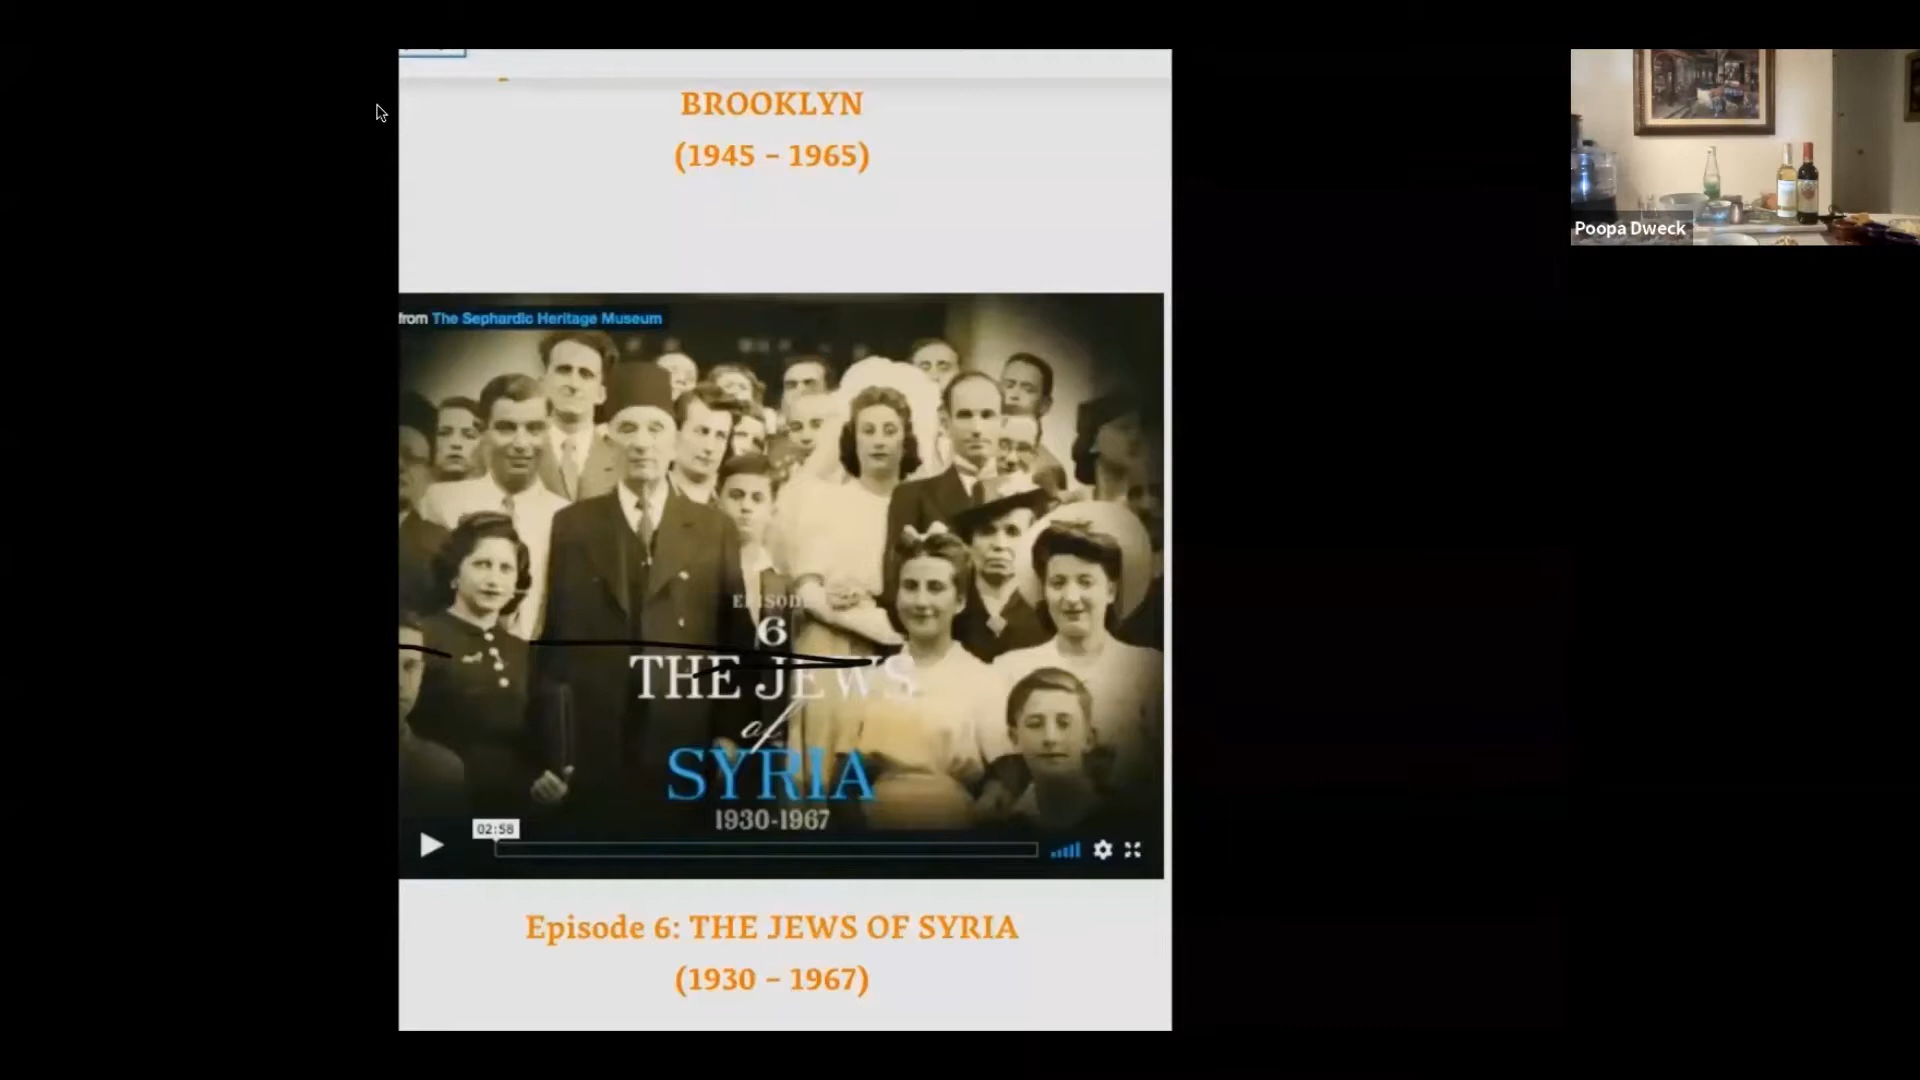 BROOKLYN
(1945 – 1965)
from The Sephardic Heritage Museum
EPISODE
6
THE JEWS
of
SYRIA
1930-1967
02:58
Episode 6: THE JEWS OF SYRIA
(1930 – 1967)
Poopa Dweck